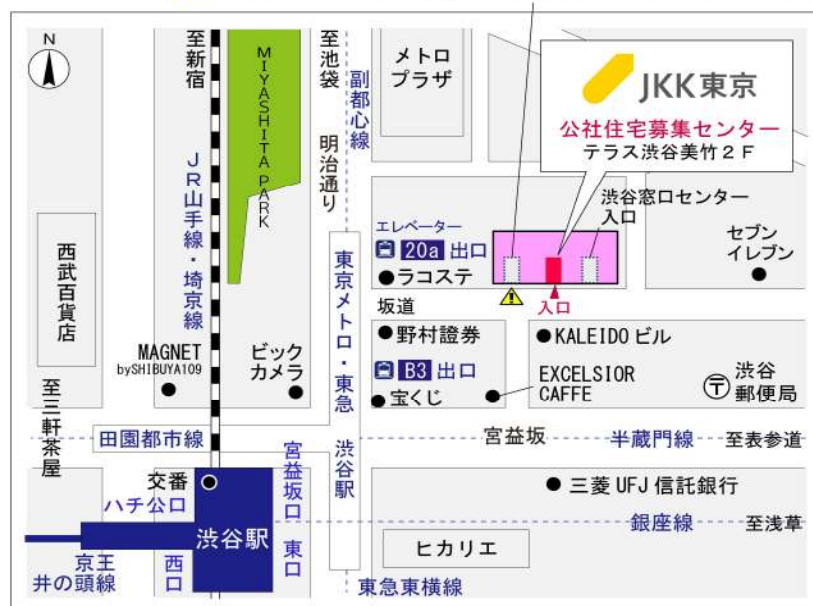 N
至新宿
MIYASHITA PARK
至池袋
副都心線
明治通り
メトロ
プラザ
JKK東京
公社住宅募集センター
テラス渋谷美竹２Ｆ
JR山手線・埼京線
西武百貨店
エレベーター
20a 出口
ラコステ
渋谷窓口センター
入口
セブン
イレブン
入口
坂道
東京メトロ・東急 渋谷駅
MAGNET
bySHIBUYA109
ビック
カメラ
野村證券
KALEIDO ビル
B3 出口
宝くじ
EXCELSIOR
CAFFE
渋谷
郵便局
至三軒茶屋
田園都市線
宮益坂
半蔵門線
至表参道
交番
ハチ公口
宮益坂口
三菱 UFJ 信託銀行
渋谷駅
銀座線
至浅草
京王
井の頭線
西口
東口
ヒカリエ
東急東横線